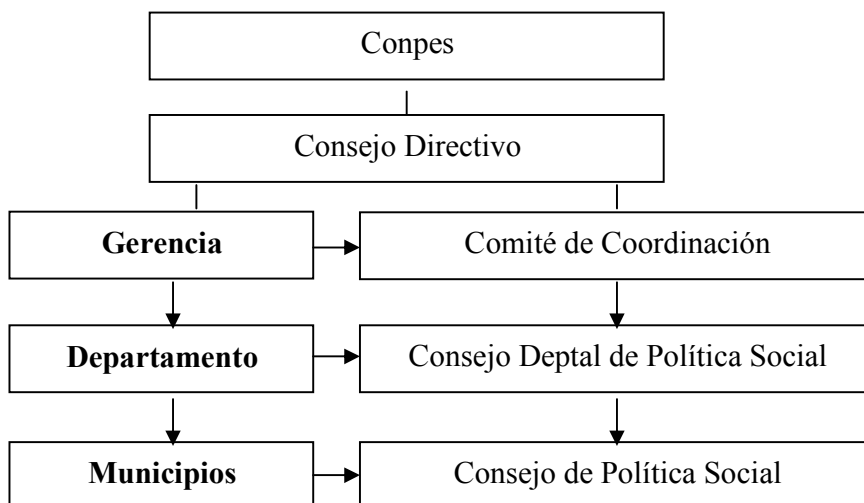 Conpes
Consejo Directivo
Gerencia
Comité de Coordinación
Departamento
Consejo Deptal de Política Social
Municipios
Consejo de Política Social